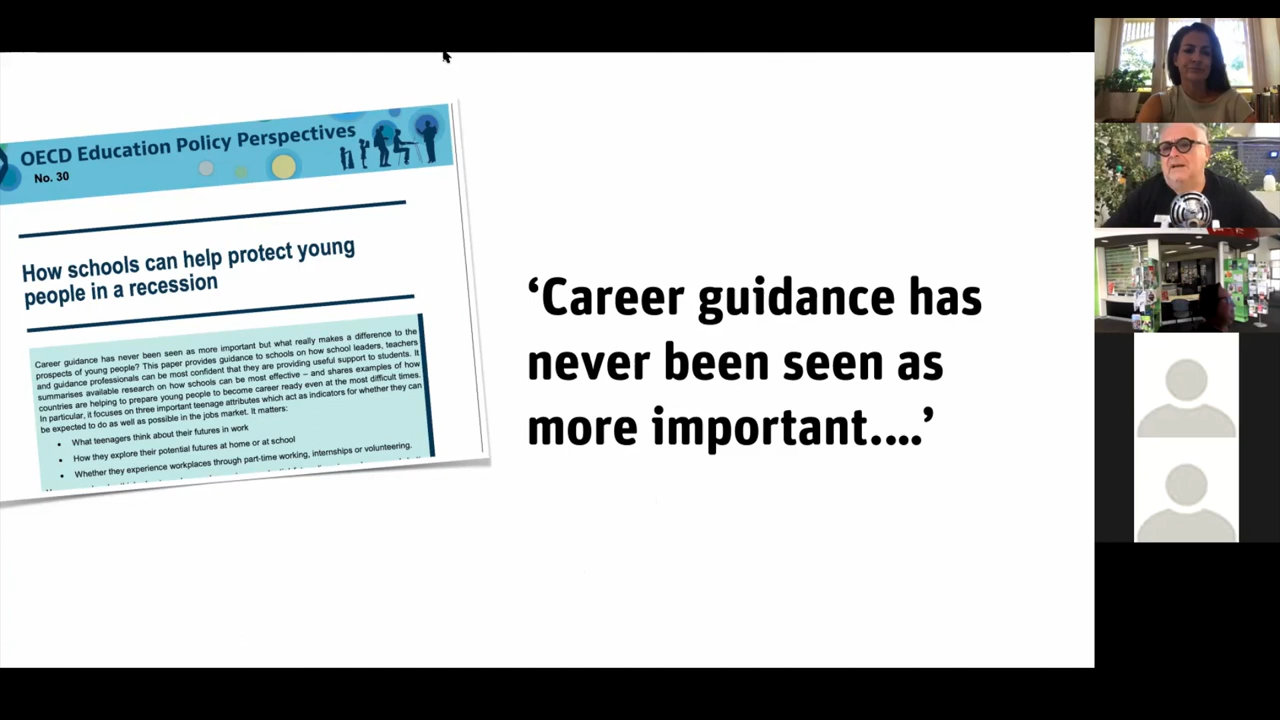 OECD Education Policy Perspectives
No. 30
How schools can help protect young
people in a recession
Career guidance has never been seen as more important but what really makes a difference to the
prospects of young people? This paper provides guidance to schools on how school leaders, teachers
and guidance professionals can be most confident that they are providing useful support to students. It
summarises available research on how schools can be most effective – and shares examples of how
countries are helping to prepare young people to become career ready even at the most difficult times.
In particular, it focuses on three important teenage attributes which act as indicators for whether they can
be expected to do as well as possible in the jobs market. It matters:
• What teenagers think about their futures in work
• How they explore their potential futures at home or at school
• Whether they experience workplaces through part-time working, internships or volunteering.
‘Career guidance has
never been seen as
more important....’